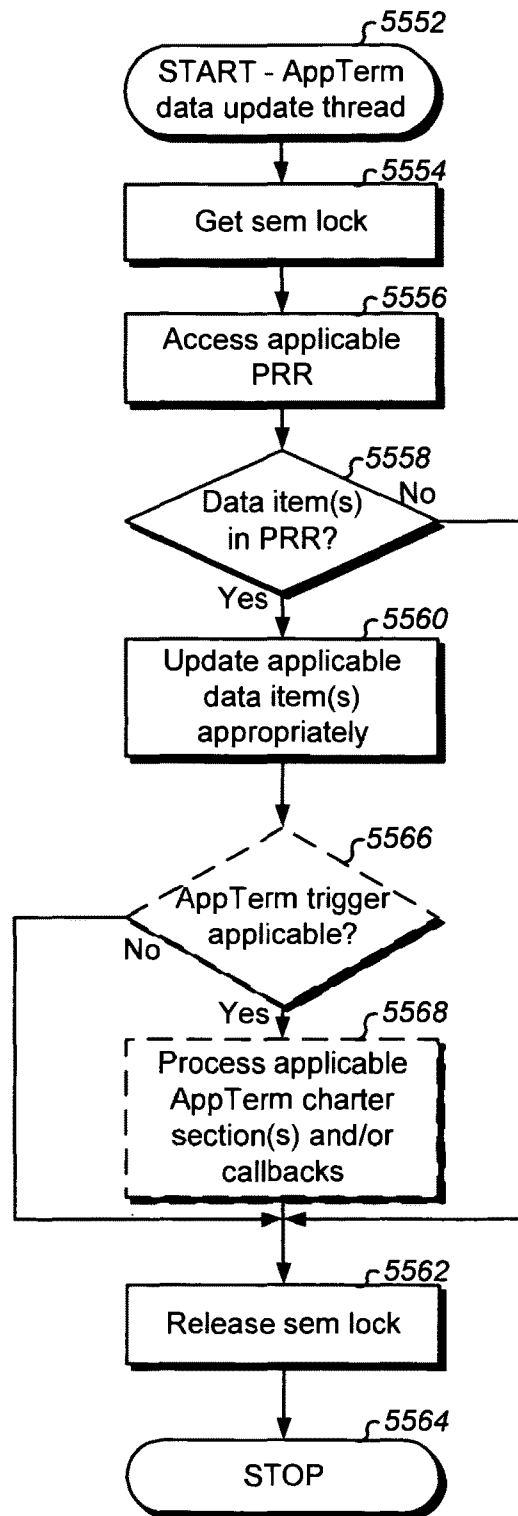 5552
START - AppTerm
data update thread
5554
Get sem lock
5556
Access applicable
PRR
5558
Data item(s)
in PRR?
No
Yes
5560
Update applicable
data item(s)
appropriately
5566
AppTerm trigger
applicable?
No
Yes
5568
Process applicable
AppTerm charter
section(s) and/or
callbacks
5562
Release sem lock
5564
STOP